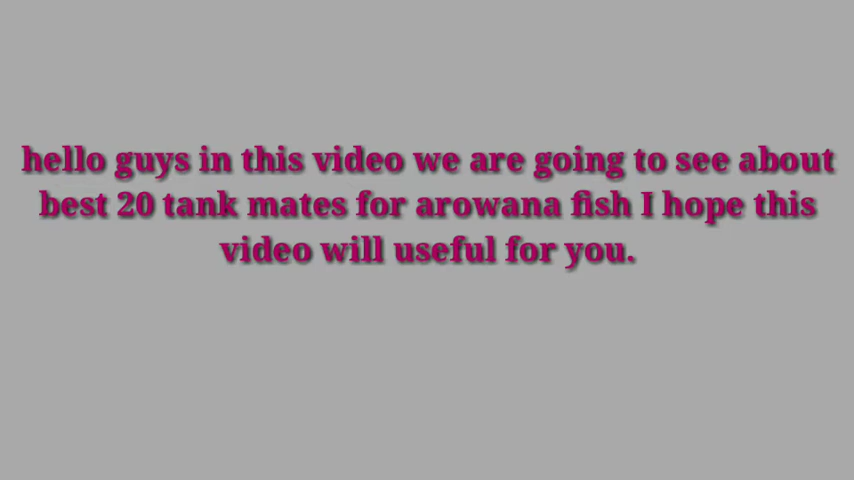 hello guys in this video we are going to see about
best 20 tank mates for arowana fish I hope this
video will useful for you.